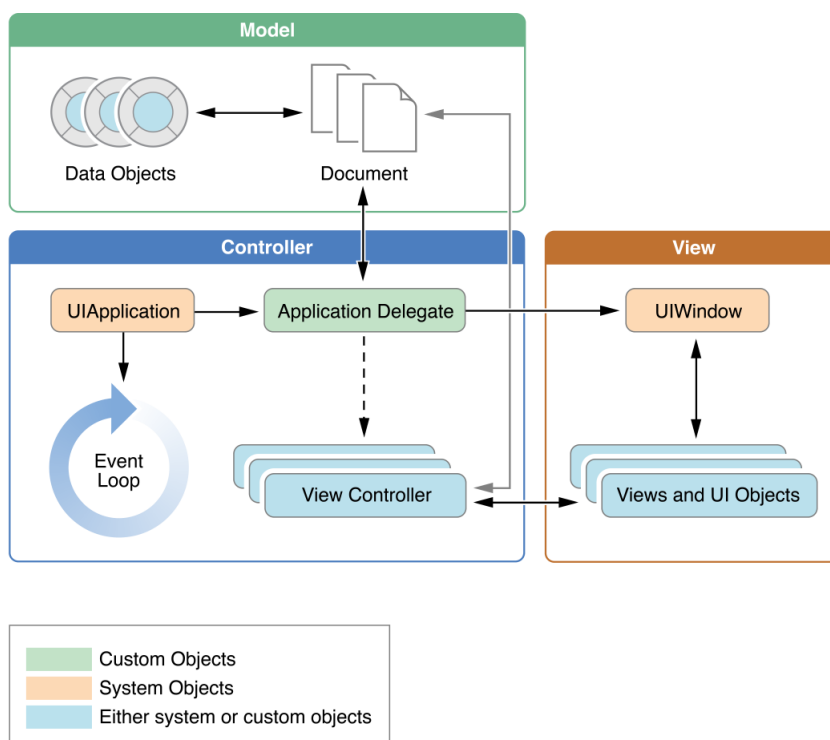 Model
Data Objects
Document
Controller
View
UIApplication
Application Delegate
UIWindow
Event
Loop
View Controller
Views and UI Objects
Custom Objects
System Objects
Either system or custom objects